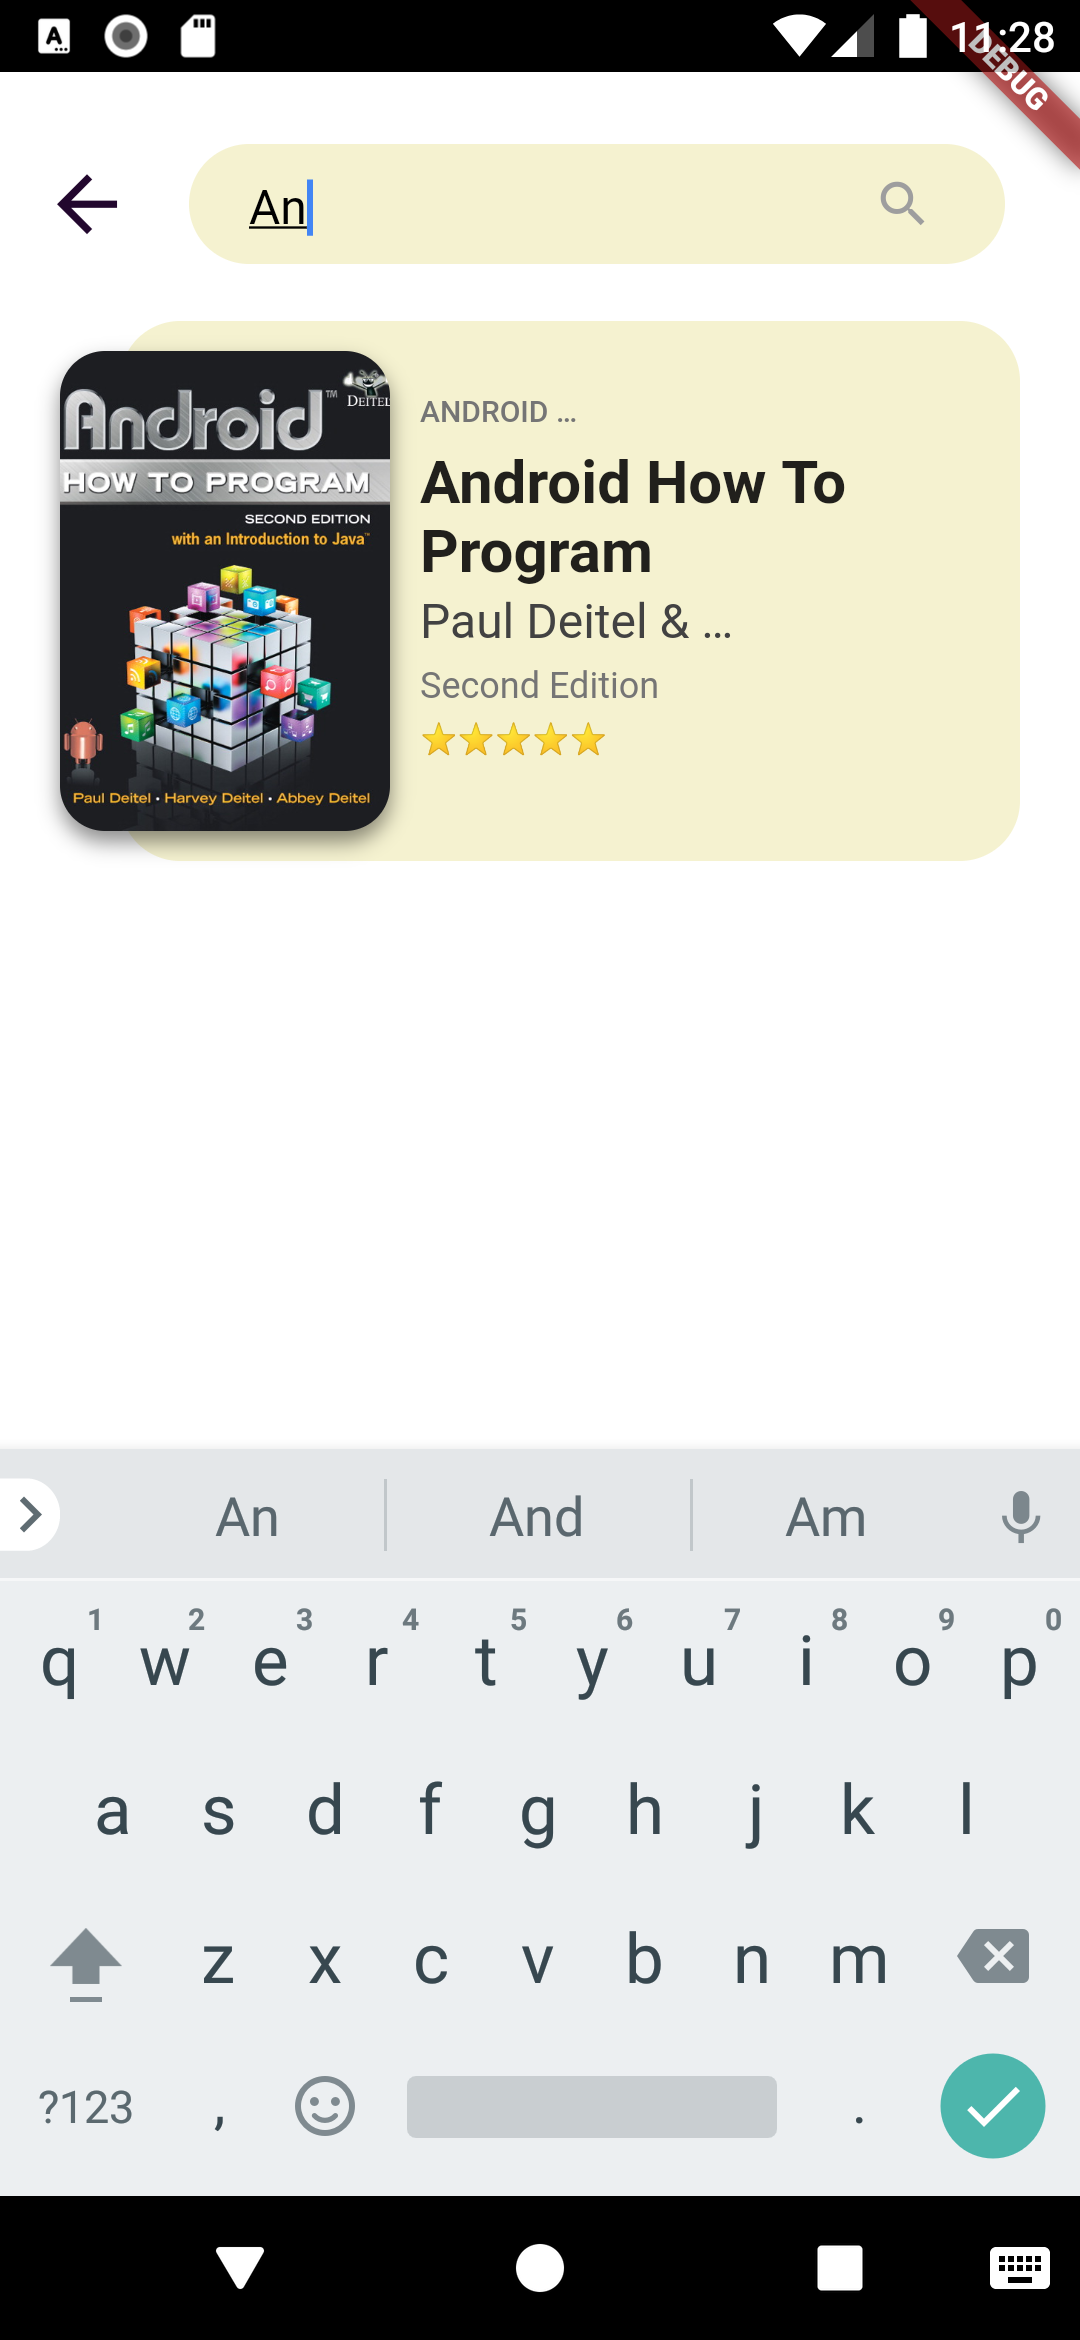 11:28
DEBUG
An
Android™
DEITEL
HOW TO PROGRAM
SECOND EDITION
with an Introduction to Java™
Paul Deitel • Harvey Deitel • Abbey Deitel
ANDROID ...
Android How To
Program
Paul Deitel & ...
Second Edition
An And Am
1 2 3 4 5 6 7 8 9 0
q w e r t y u i o p
a s d f g h j k l
z x c v b n m
?123 , .